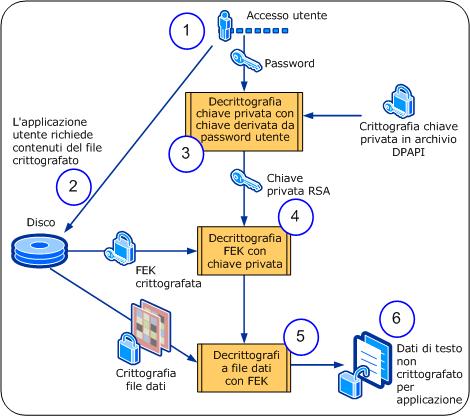 1
Accesso utente
Password
Decrittografia
chiave privata con
chiave derivata da
password utente
Crittografia chiave
privata in archivio
DPAPI
L'applicazione
utente richiede
contenuti del file
crittografato
2
3
Chiave
privata RSA
4
Disco
Decrittografia
FEK con
chiave privata
FEK
crittografata
5
6
Crittografia
file dati
Decrittografi
a file dati
con FEK
Dati di testo
non
crittografato
per
applicazione